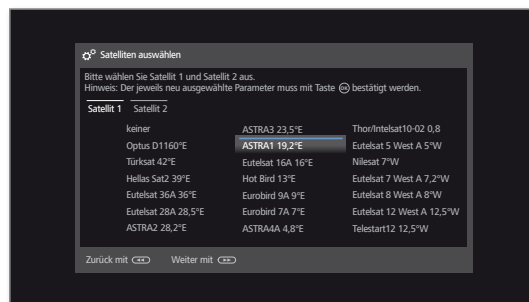 Satelliten auswählen
Bitte wählen Sie Satellit 1 und Satellit 2 aus.
Hinweis: Der jeweils neu ausgewählte Parameter muss mit Taste OK bestätigt werden.
Satellit 1 Satellit 2
keiner ASTRA3 23,5°E Thor/Intelsat10-02 0,8
Optus D1160°E ASTRA1 19,2°E Eutelsat 5 West A 5°W
Türksat 42°E Eutelsat 16A 16°E Nilesat 7°W
Hellas Sat2 39°E Hot Bird 13°E Eutelsat 7 West A 7,2°W
Eutelsat 36A 36°E Eurobird 9A 9°E Eutelsat 8 West A 8°W
Eutelsat 28A 28,5°E Eurobird 7A 7°E Eutelsat 12 West A 12,5°W
ASTRA2 28,2°E ASTRA4A 4,8°E Telestart12 12,5°W
Zurück mit Weiter mit